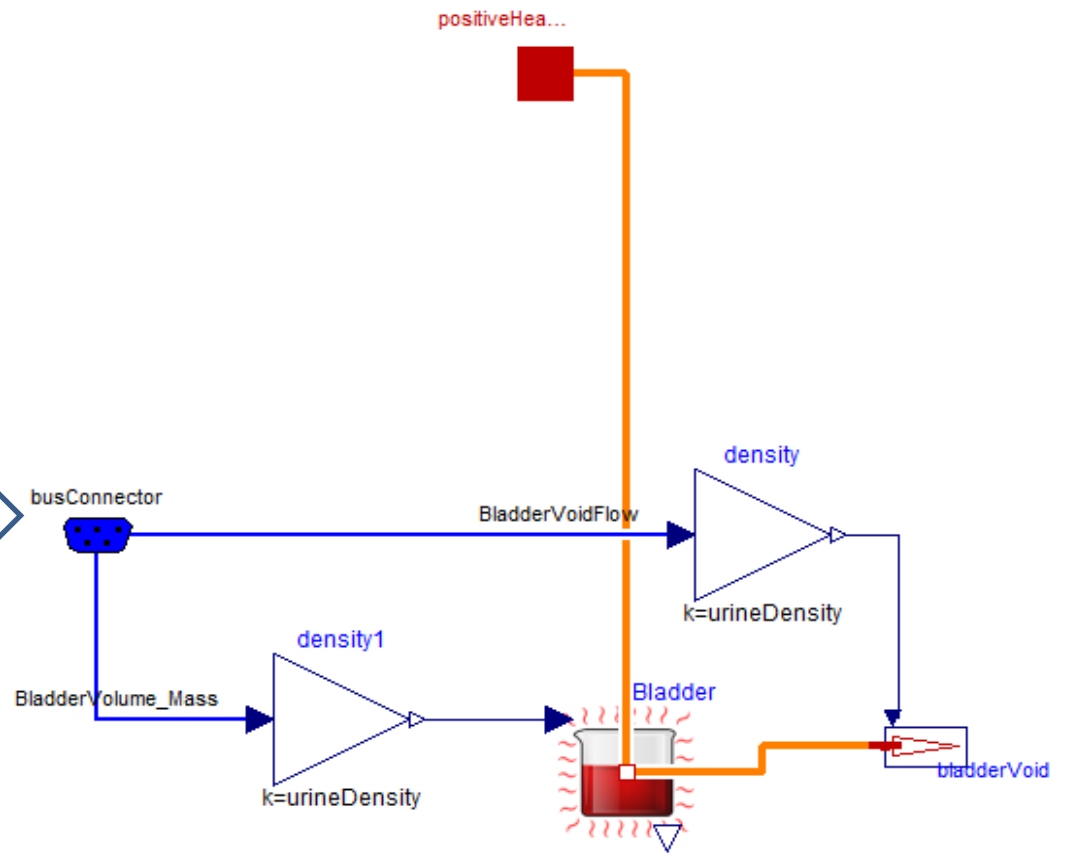 positiveHea...
density
busConnector
BladderVoidFlow
k=urineDensity
density1
Bladder
BladderVolume_Mass
bladderVoid
k=urineDensity